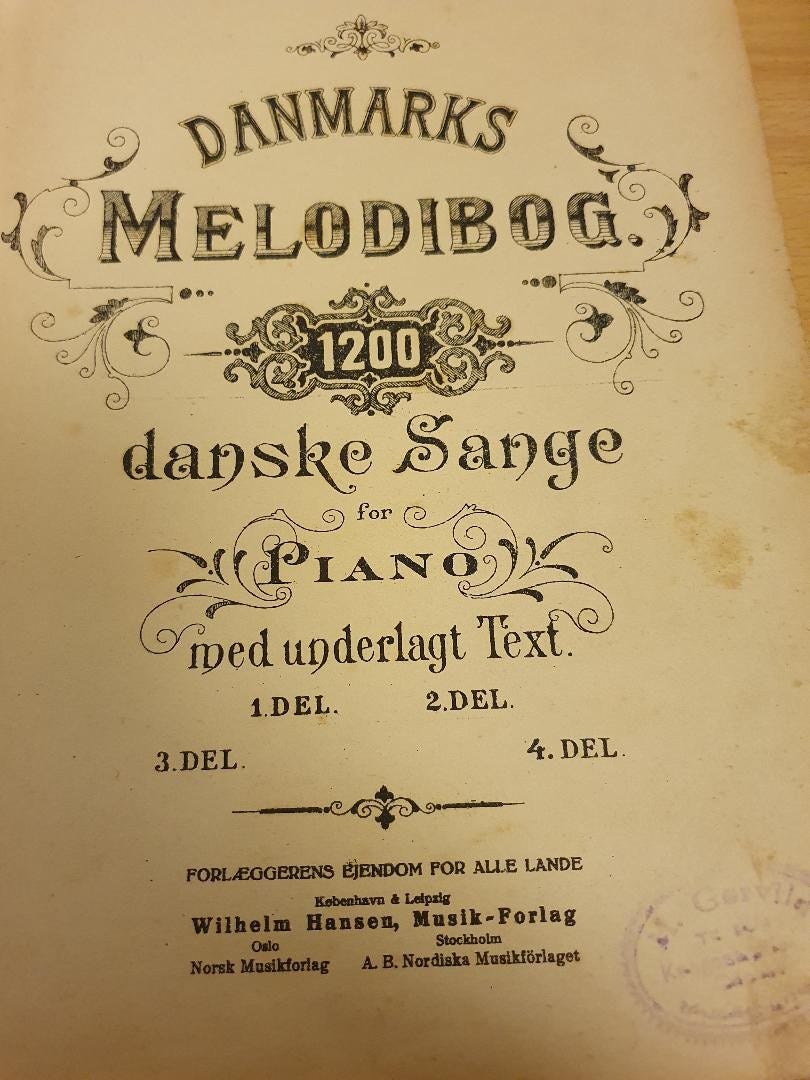 DANMARKS
MELODIBOG.
1200
danske Sange
for
PIANO
med underlagt Text.
1. DEL. 2. DEL.
3. DEL. 4. DEL.
FORLÆGGERENS EJENDOM FOR ALLE LANDE
København & Leipzig
Wilhelm Hansen, Musik-Forlag
Oslo Stockholm
Norsk Musikforlag A. B. Nordiska Musikförlaget